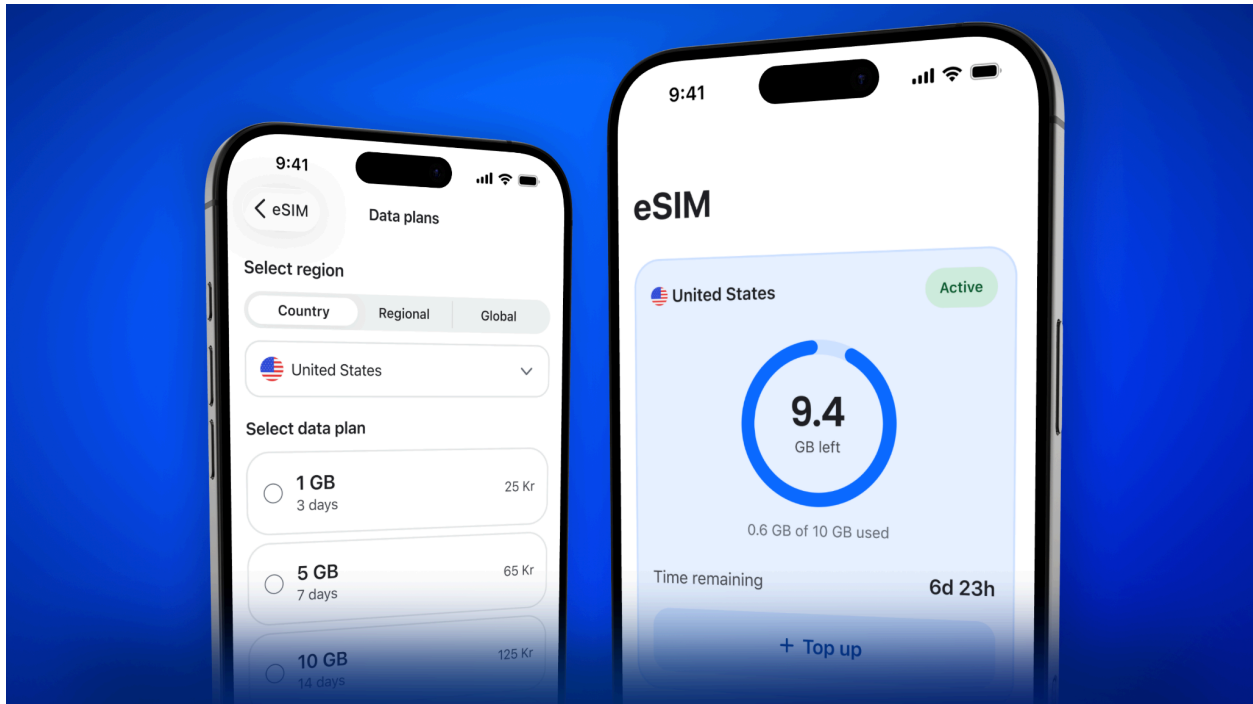 9:41
eSIM
Data plans
Select region
Country
Regional
Global
United States
Select data plan
1 GB
25 Kr
3 days
5 GB
65 Kr
7 days
10 GB
125 Kr
14 days
9:41
eSIM
United States
Active
9.4
GB left
0.6 GB of 10 GB used
Time remaining
6d 23h
+ Top up